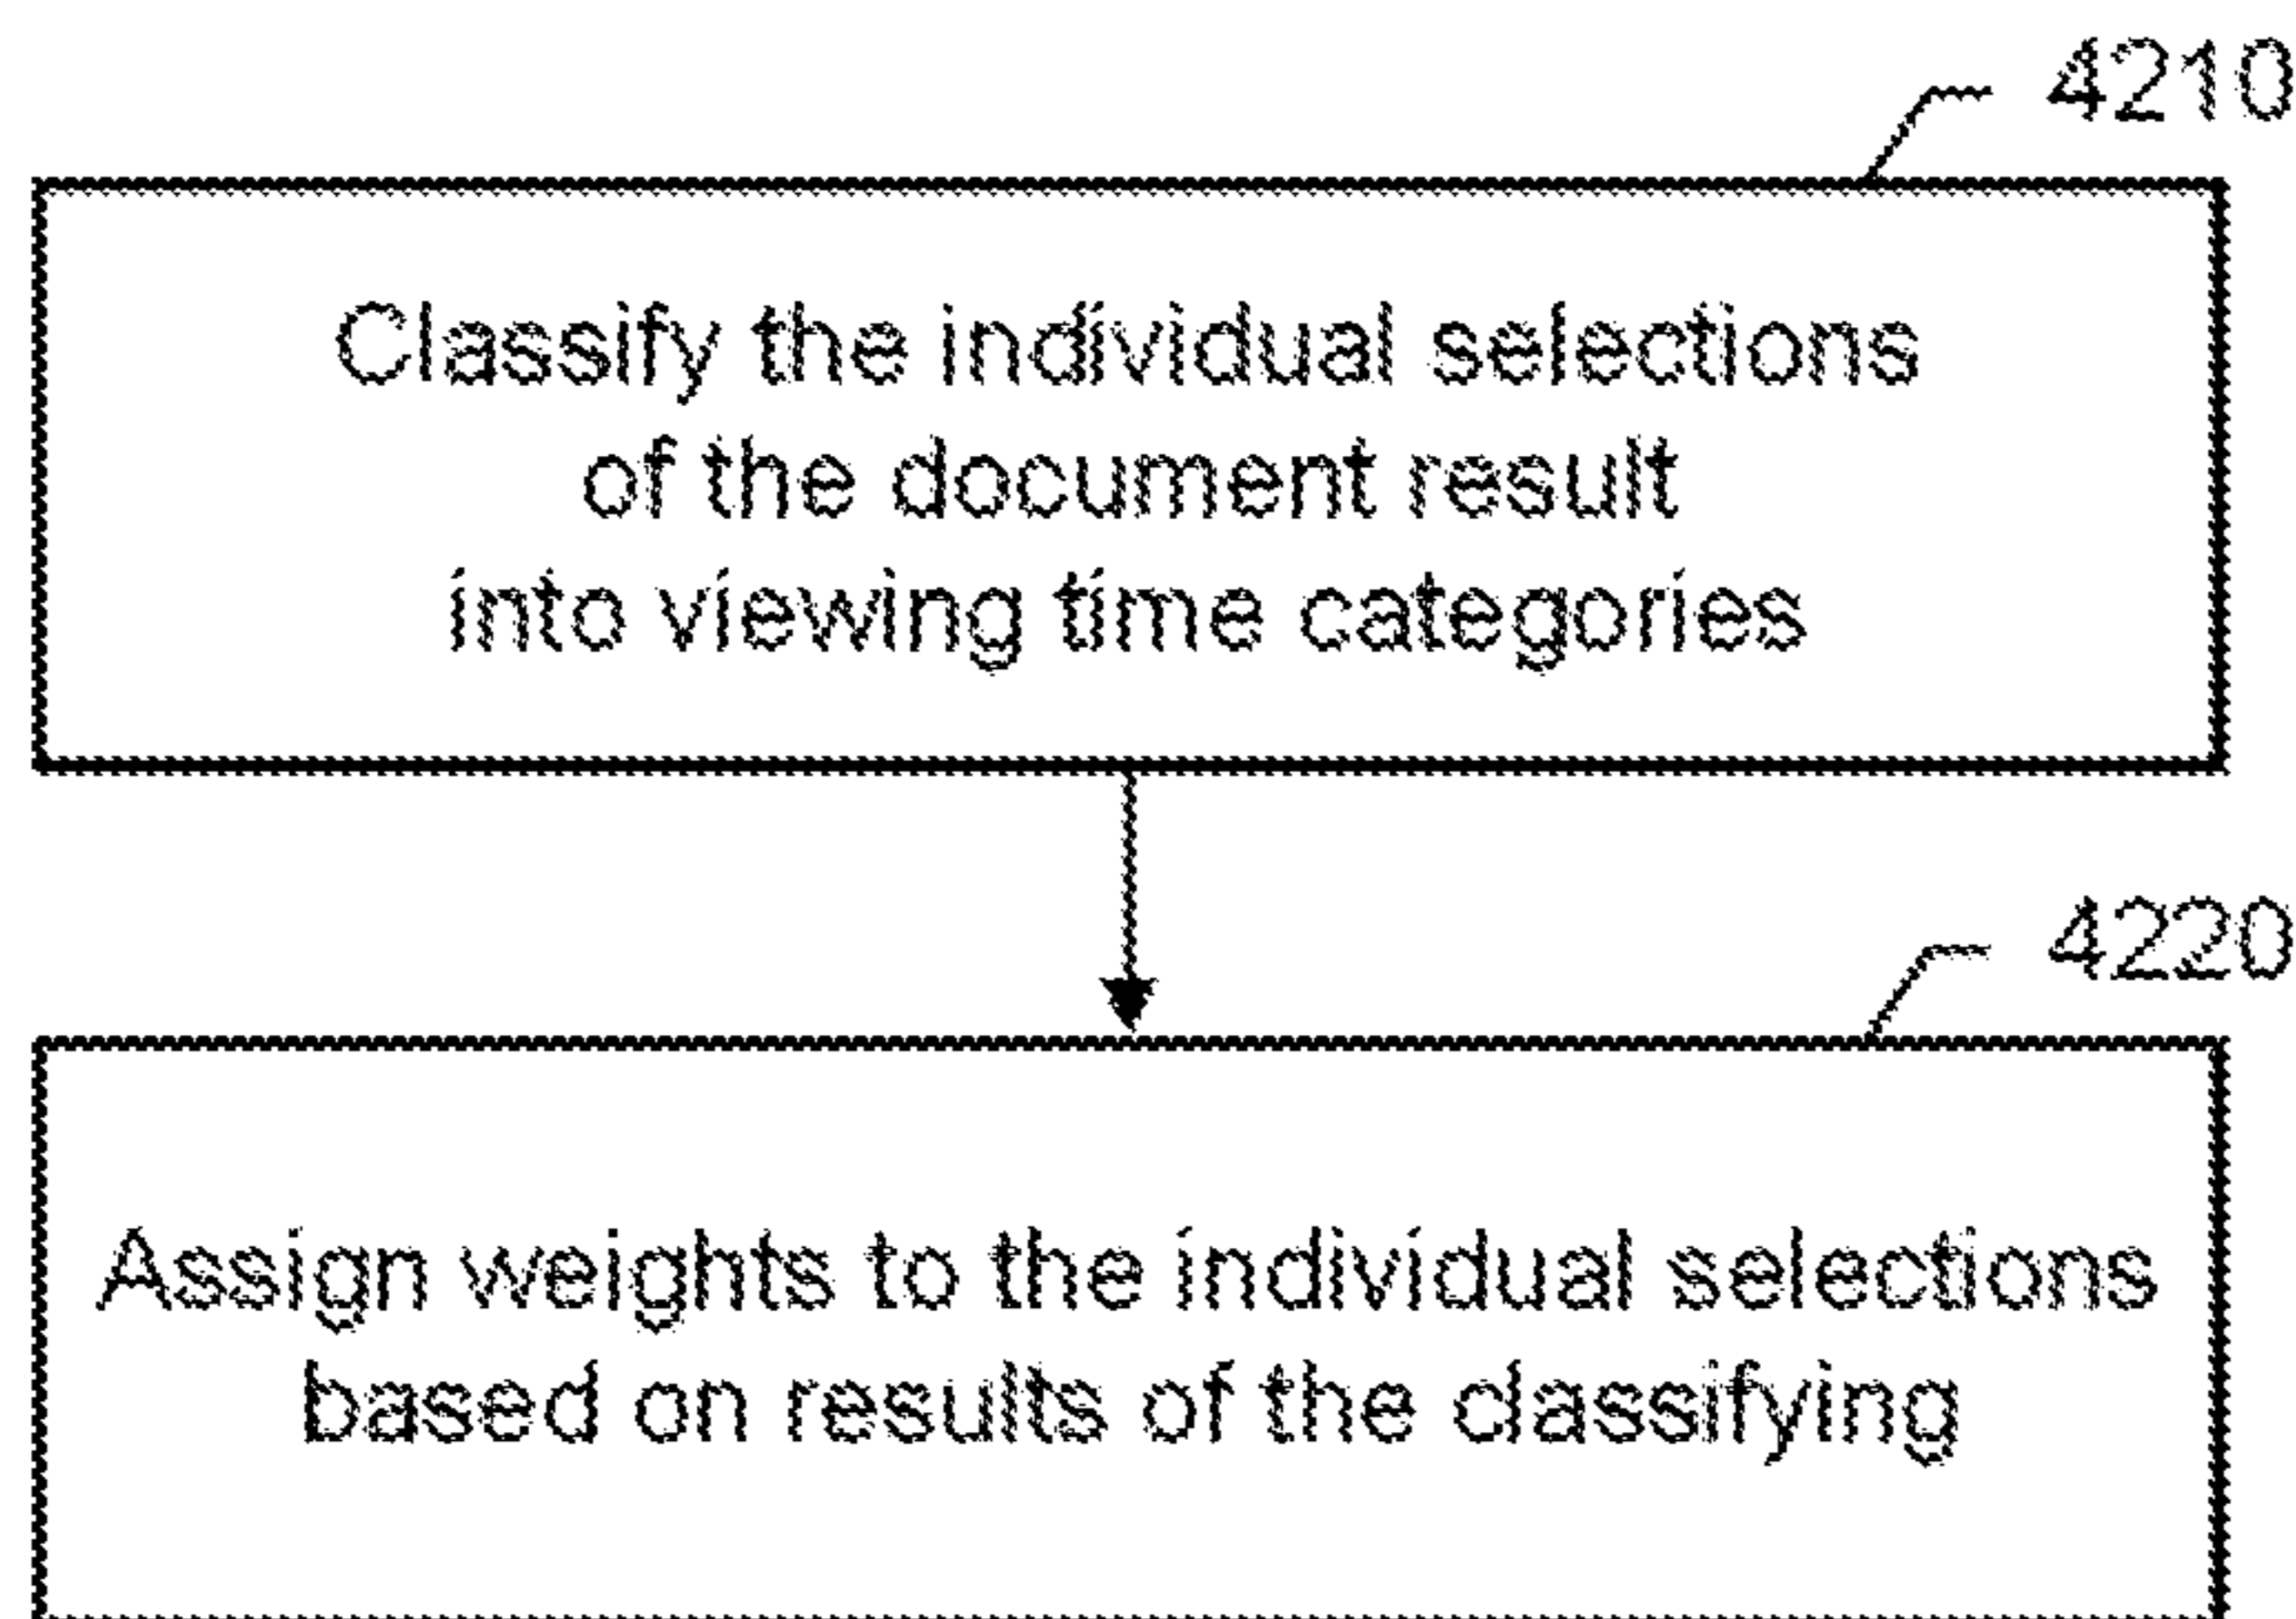 4210
Classify the individual selections
of the document result
into viewing time categories
4220
Assign weights to the individual selections
based on results of the classifying